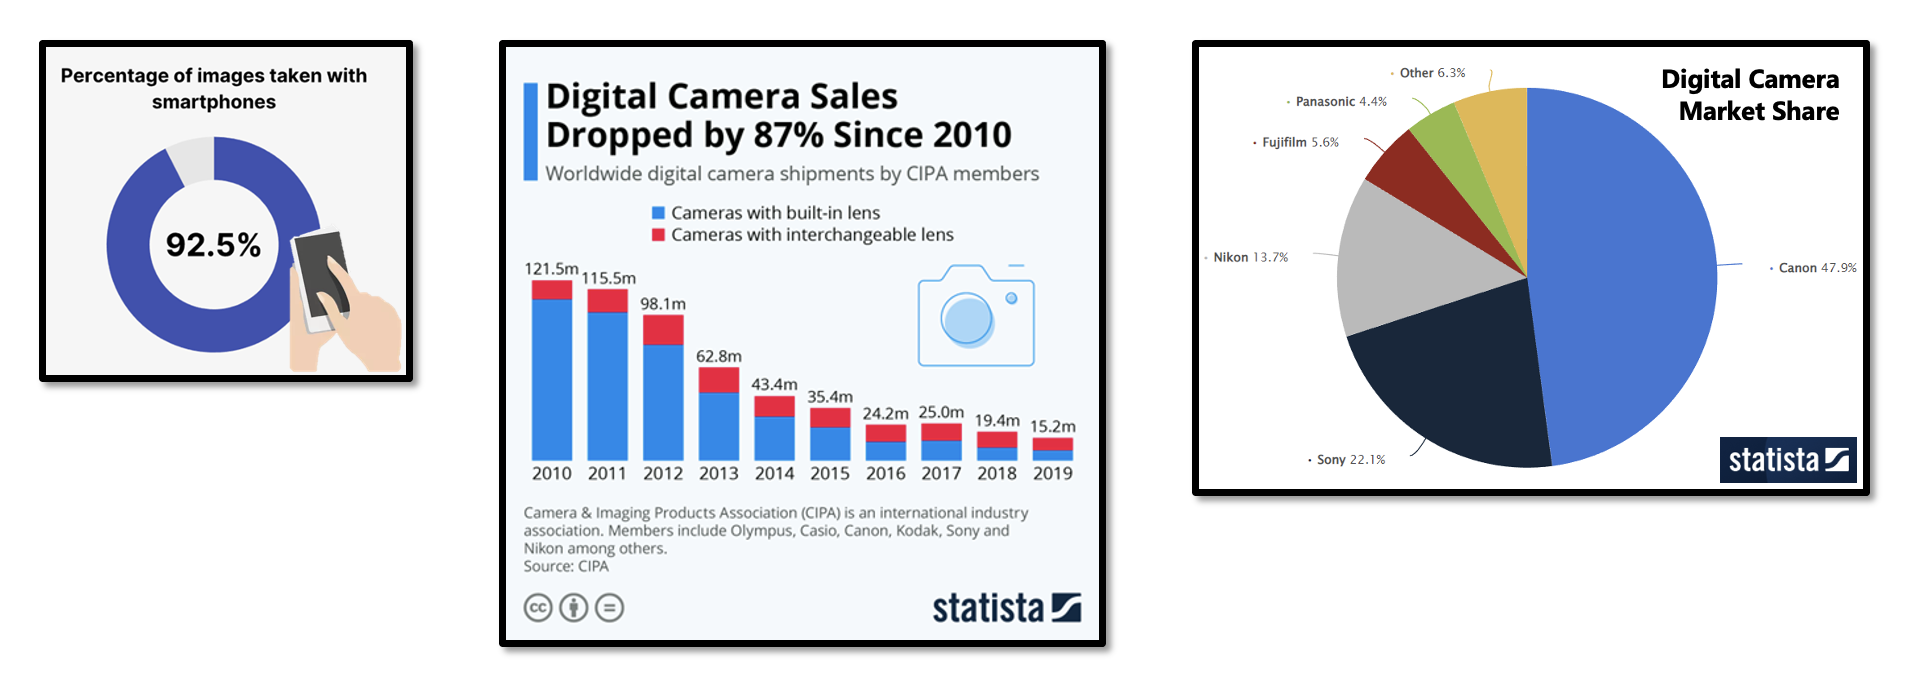 Percentage of images taken with
smartphones
92.5%
Digital Camera Sales
Dropped by 87% Since 2010
Worldwide digital camera shipments by CIPA members
Cameras with built-in lens
Cameras with interchangeable lens
121.5m
115.5m
98.1m
62.8m
43.4m
35.4m
24.2m
25.0m
19.4m
15.2m
2010 2011 2012 2013 2014 2015 2016 2017 2018 2019
Camera & Imaging Products Association (CIPA) is an international industry
association. Members include Olympus, Casio, Canon, Kodak, Sony and
Nikon among others.
Source: CIPA
cc
statista
Digital Camera
Market Share
Other 6.3%
Panasonic 4.4%
Fujifilm 5.6%
Nikon 13.7%
Canon 47.9%
Sony 22.1%
statista